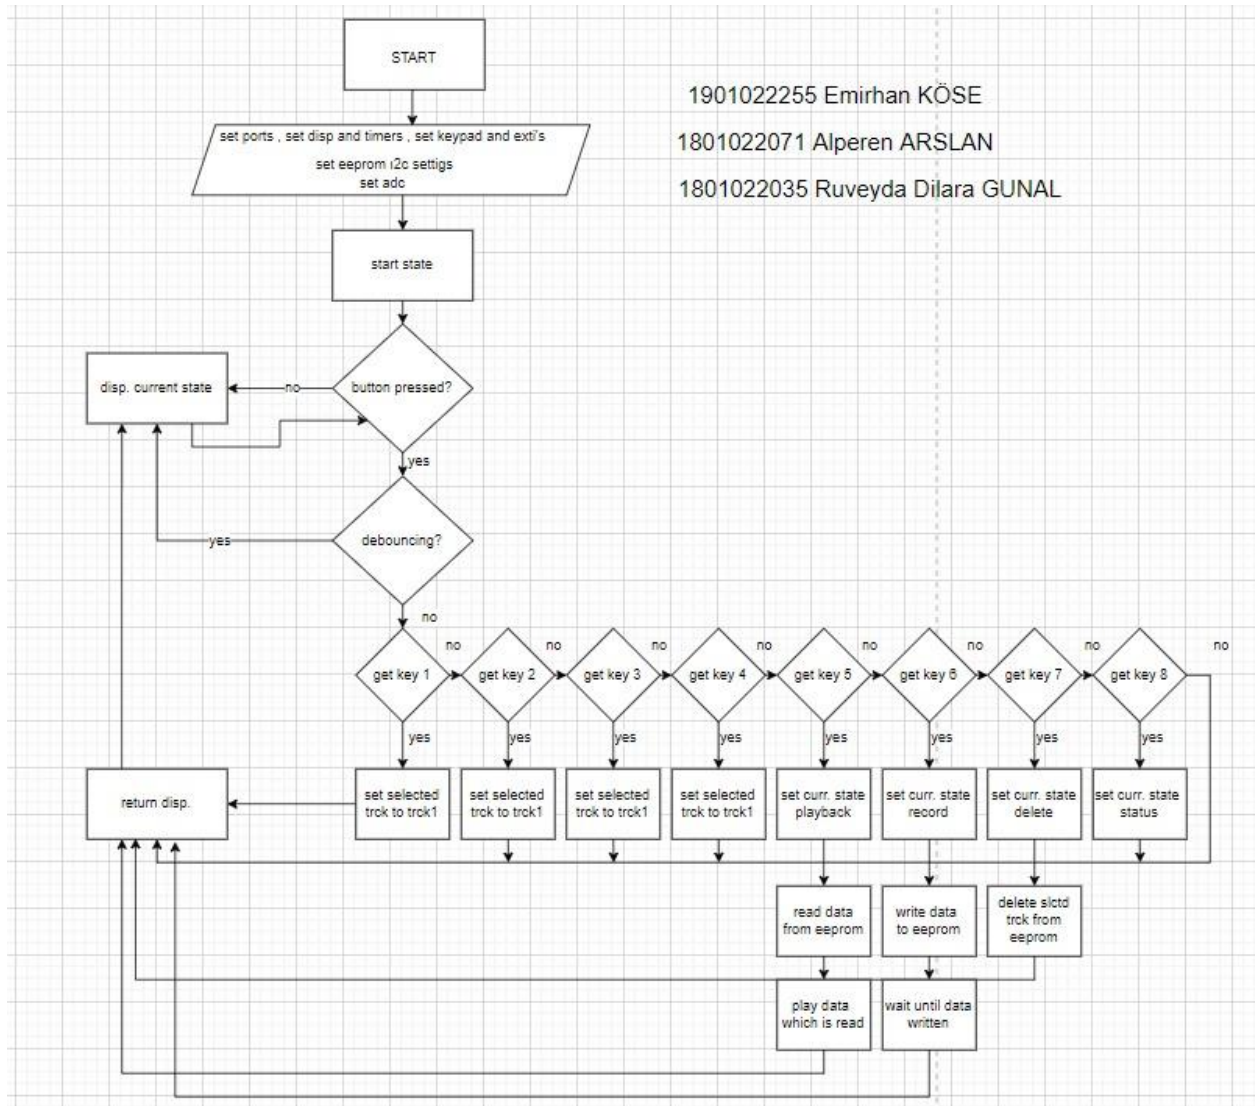 START
1901022255 Emirhan KÖSE
1801022071 Alperen ARSLAN
1801022035 Ruveyda Dilara GUNAL
set ports , set disp and timers , set keypad and exti's
set eeprom ı2c settigs
set adc
start state
disp. current state
no
button pressed?
yes
yes
debouncing?
no
no
no
no
no
no
no
no
no
get key 1
get key 2
get key 3
get key 4
get key 5
get key 6
get key 7
get key 8
yes
yes
yes
yes
yes
yes
yes
yes
return disp.
set selected
trck to trck1
set selected
trck to trck1
set selected
trck to trck1
set selected
trck to trck1
set curr. state
playback
set curr. state
record
set curr. state
delete
set curr. state
status
read data
from eeprom
write data
to eeprom
delete slctd
trck from
eeprom
play data
which is read
wait until data
written